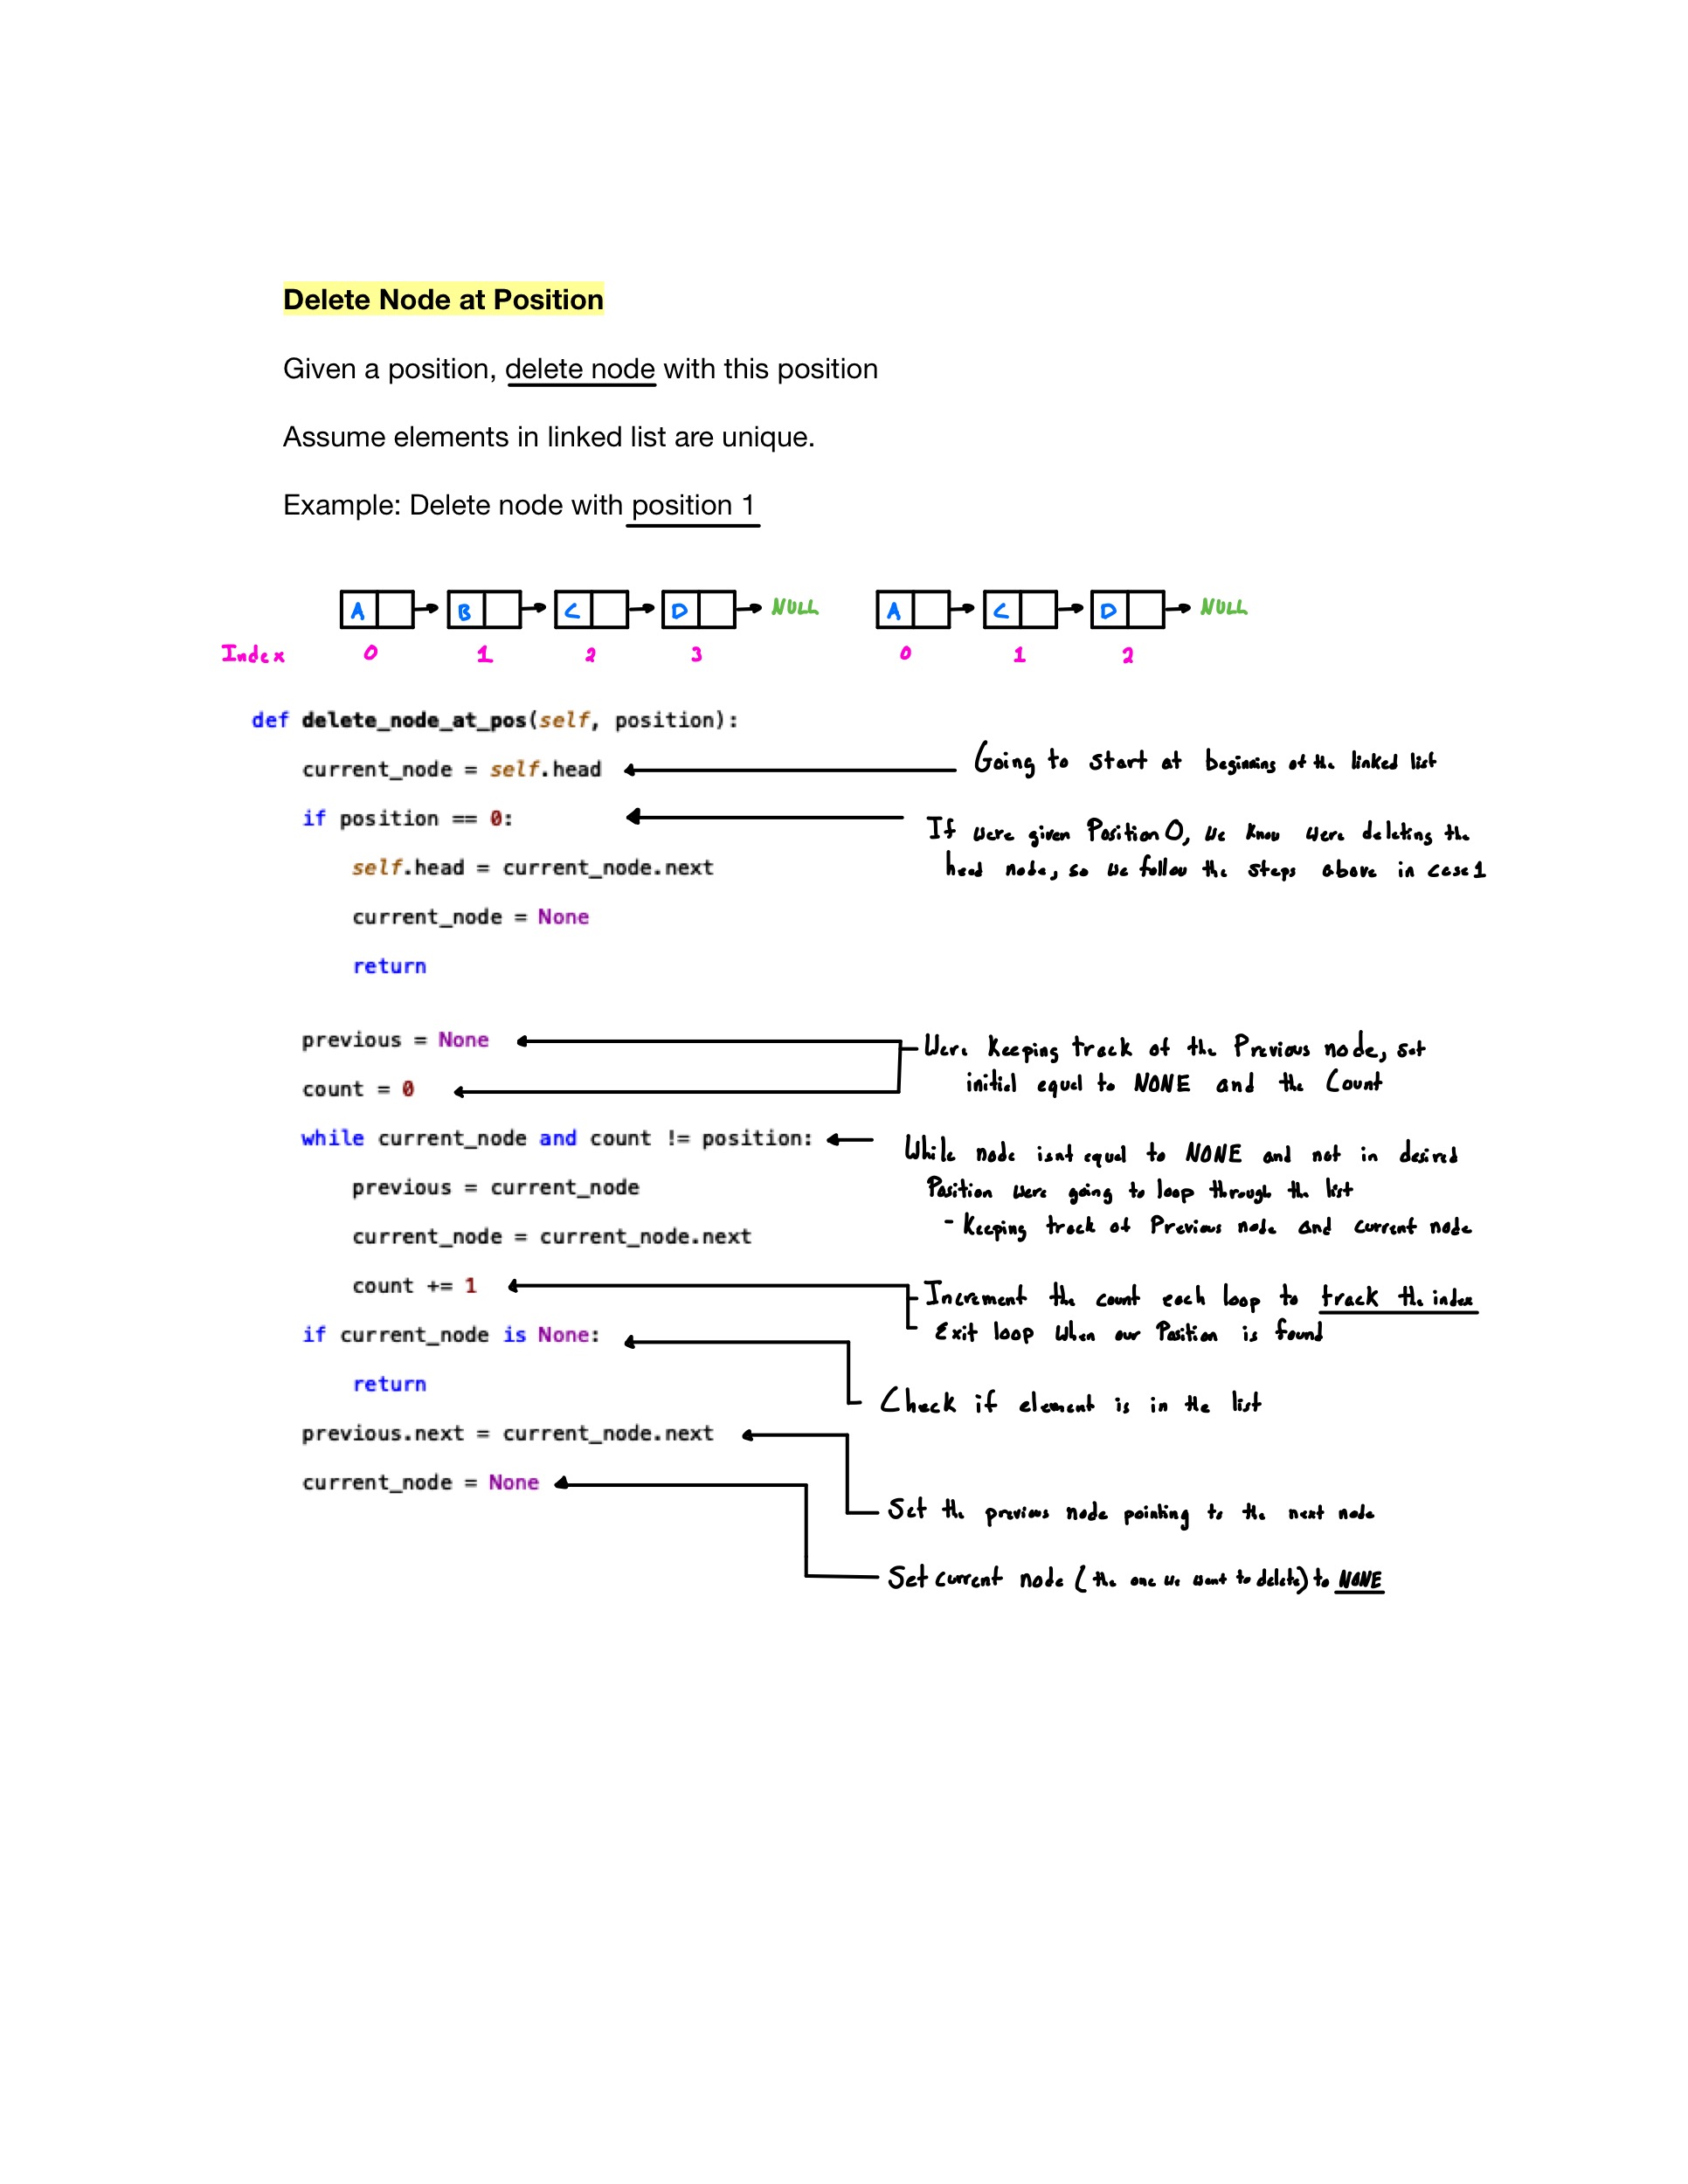 Delete Node at Position
Given a position, delete node with this position
Assume elements in linked list are unique.
Example: Delete node with position 1
A B C D NULL A C D NULL
Index 0 1 2 3 0 1 2
def delete_node_at_pos(self, position):
current_node = self.head
Going to start at beginning of the linked list
if position == 0:
If were given Position 0, we know were deleting the
head node, so we follow the steps above in case 1
self.head = current_node.next
current_node = None
return
previous = None
Were Keeping track of the Previous node, set
initial equal to NONE and the Count
count = 0
while current_node and count != position:
While node isnt equal to NONE and not in desired
Position were going to loop through the list
- Keeping track of Previous node and current node
previous = current_node
current_node = current_node.next
count += 1
Increment the count each loop to track the index
Exit loop when our Position is found
if current_node is None:
return
Check if element is in the list
previous.next = current_node.next
current_node = None
Set the previous node pointing to the next node
Set current node (the one we want to delete) to NONE